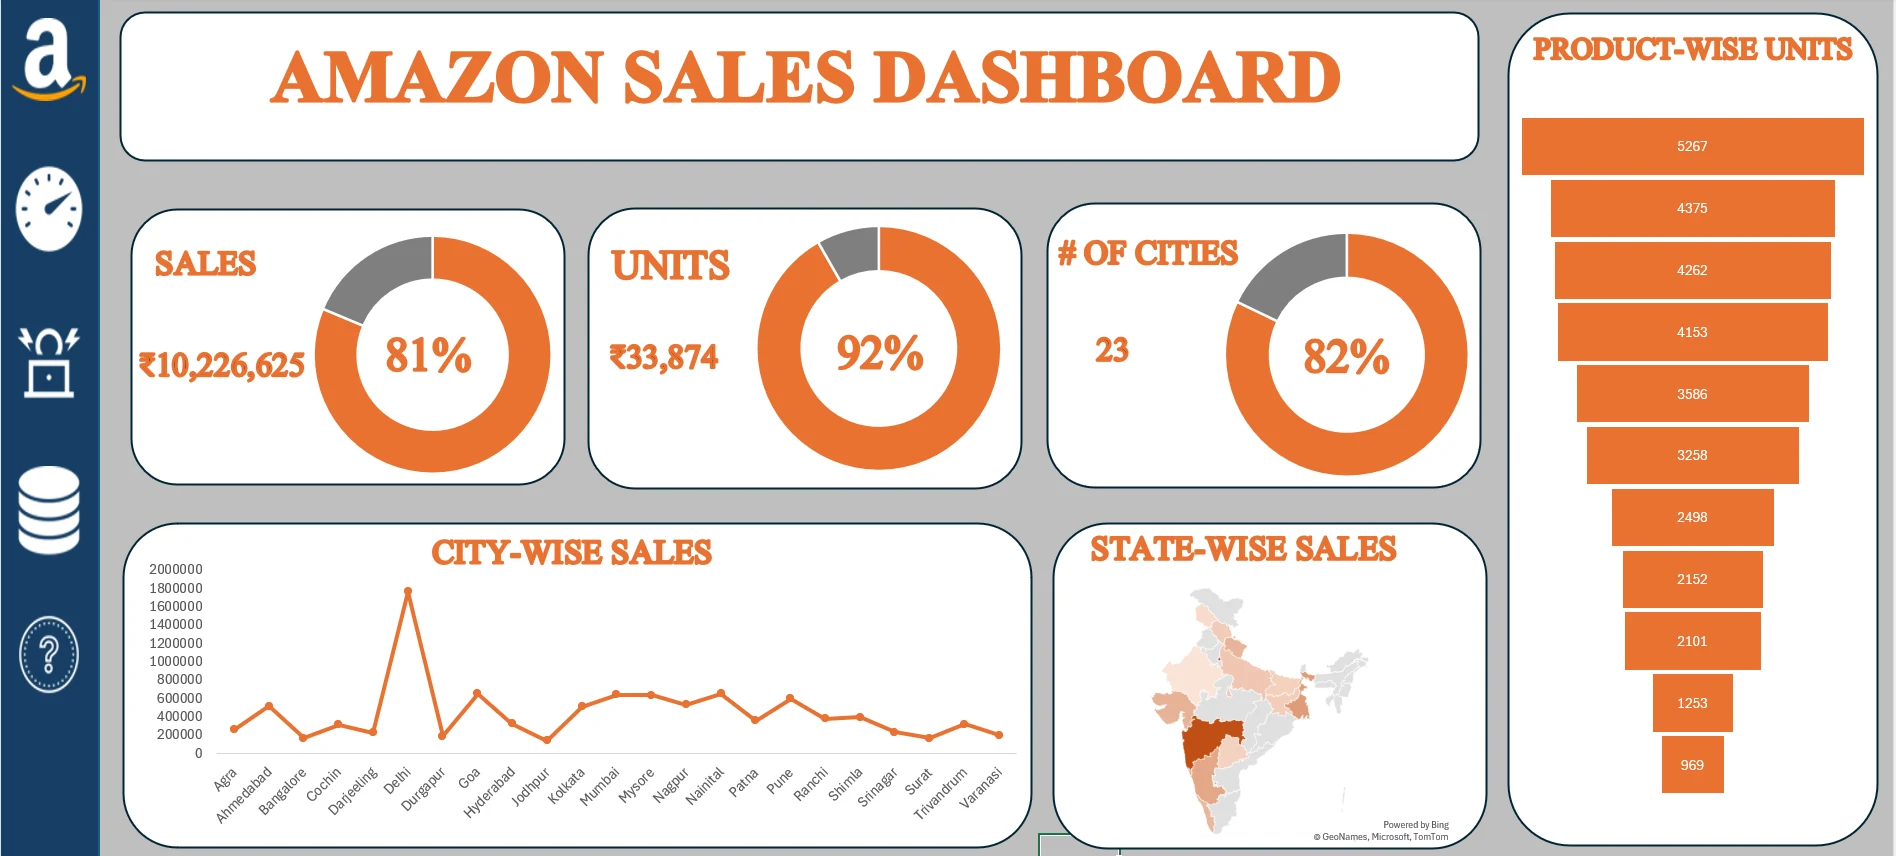 a
AMAZON SALES DASHBOARD
PRODUCT-WISE UNITS
5267
4375
4262
4153
3586
3258
2498
2152
2101
1253
969
SALES
₹10,226,625
81%
UNITS
₹33,874
92%
# OF CITIES
23
82%
CITY-WISE SALES
2000000
1800000
1600000
1400000
1200000
1000000
800000
600000
400000
200000
0
Agra
Ahmedabad
Bangalore
Cochin
Darjeeling
Delhi
Durgapur
Goa
Hyderabad
Jodhpur
Kolkata
Mumbai
Mysore
Nagpur
Nainital
Patna
Pune
Ranchi
Shimla
Srinagar
Surat
Trivandrum
Varanasi
STATE-WISE SALES
Powered by Bing
© GeoNames, Microsoft, TomTom
?